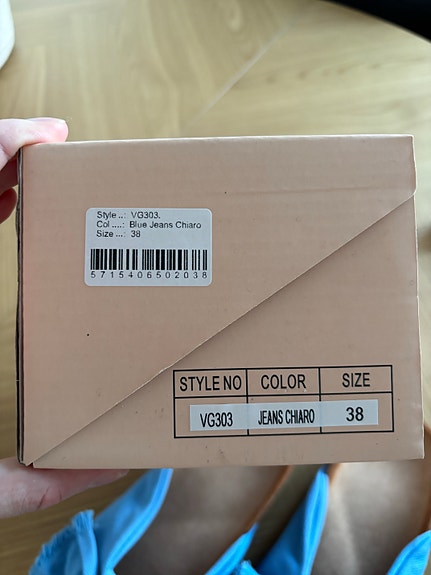 Style ..: VG303.
Col ....: Blue Jeans Chiaro
Size ...: 38
5715406502038
STYLE NO COLOR SIZE
VG303 JEANS CHIARO 38